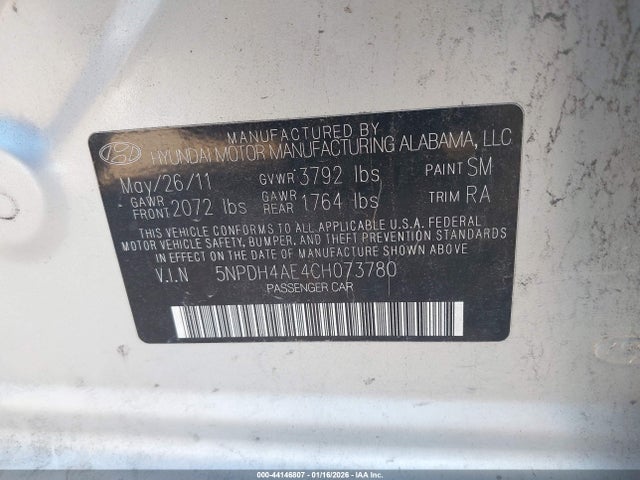 MANUFACTURED BY
HYUNDAI MOTOR MANUFACTURING ALABAMA, LLC
May/26/11 GVWR 3792 lbs PAINT SM
GAWR FRONT 2072 lbs GAWR REAR 1764 lbs TRIM RA
THIS VEHICLE CONFORMS TO ALL APPLICABLE U.S.A. FEDERAL
MOTOR VEHICLE SAFETY, BUMPER, AND THEFT PREVENTION STANDARDS
IN EFFECT ON THE DATE OF MANUFACTURE SHOWN ABOVE.
V.I.N 5NPDH4AE4CH073780
PASSENGER CAR
000-44146807 - 01/16/2026 - © IAA Inc.